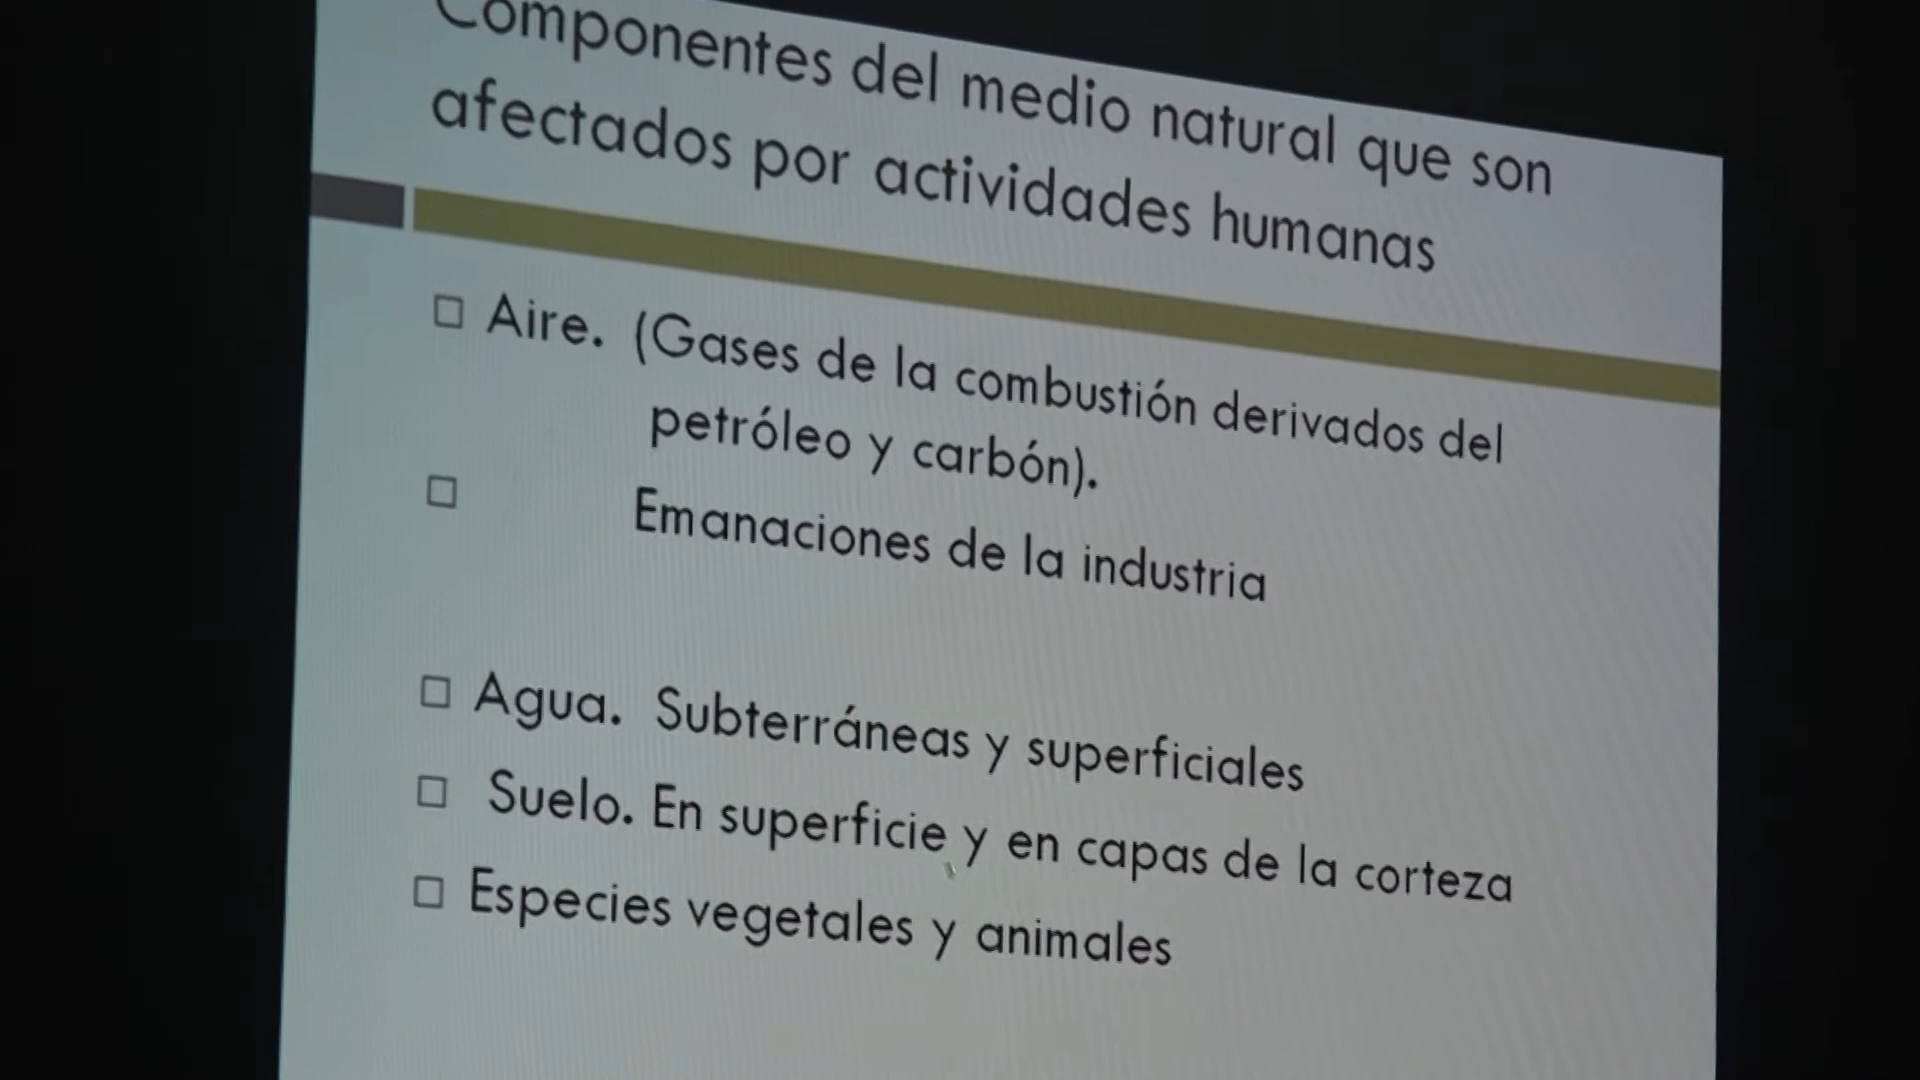 Componentes del medio natural que son
afectados por actividades humanas
Aire. (Gases de la combustión derivados del
petróleo y carbón).
Emanaciones de la industria
Agua. Subterráneas y superficiales
Suelo. En superficie y en capas de la corteza
Especies vegetales y animales